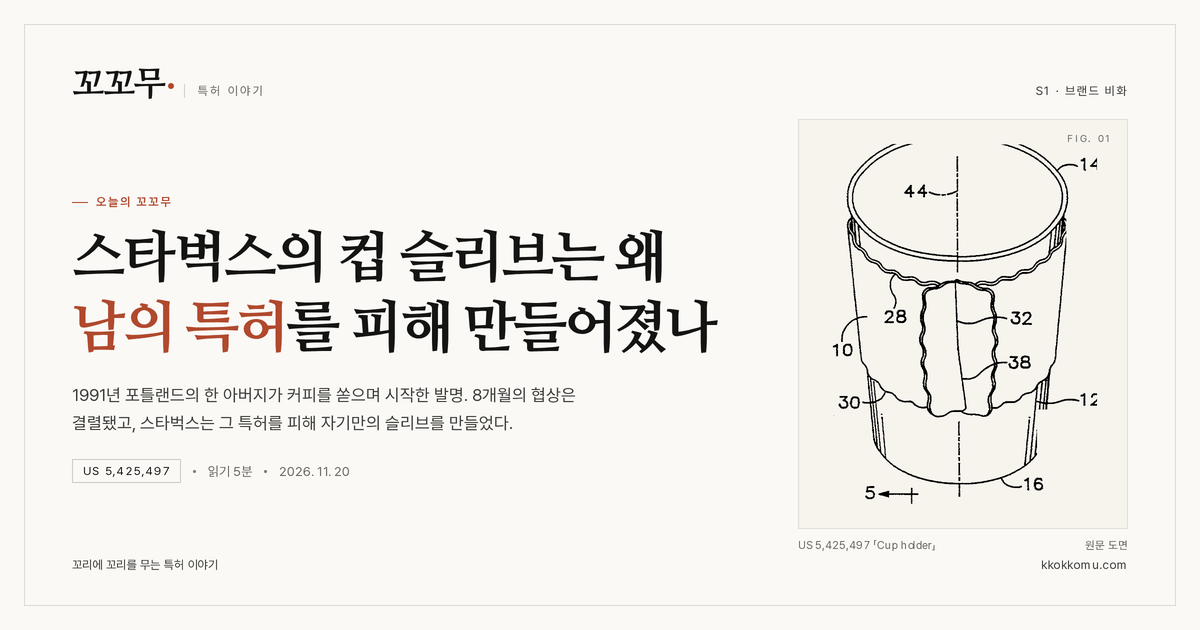 꼬꼬무
특허 이야기
S1 · 브랜드 비화
오늘의 꼬꼬무
스타벅스의 컵 슬리브는 왜
남의 특허를 피해 만들어졌나
1991년 포틀랜드의 한 아버지가 커피를 쏟으며 시작한 발명. 8개월의 협상은
결렬됐고, 스타벅스는 그 특허를 피해 자기만의 슬리브를 만들었다.
US 5,425,497 • 읽기 5분 • 2026. 11. 20
꼬리에 꼬리를 무는 특허 이야기
FIG. 01
14
44
28
32
10
38
30
12
16
5
US 5,425,497 「Cup holder」
원문 도면
kkokkomu.com